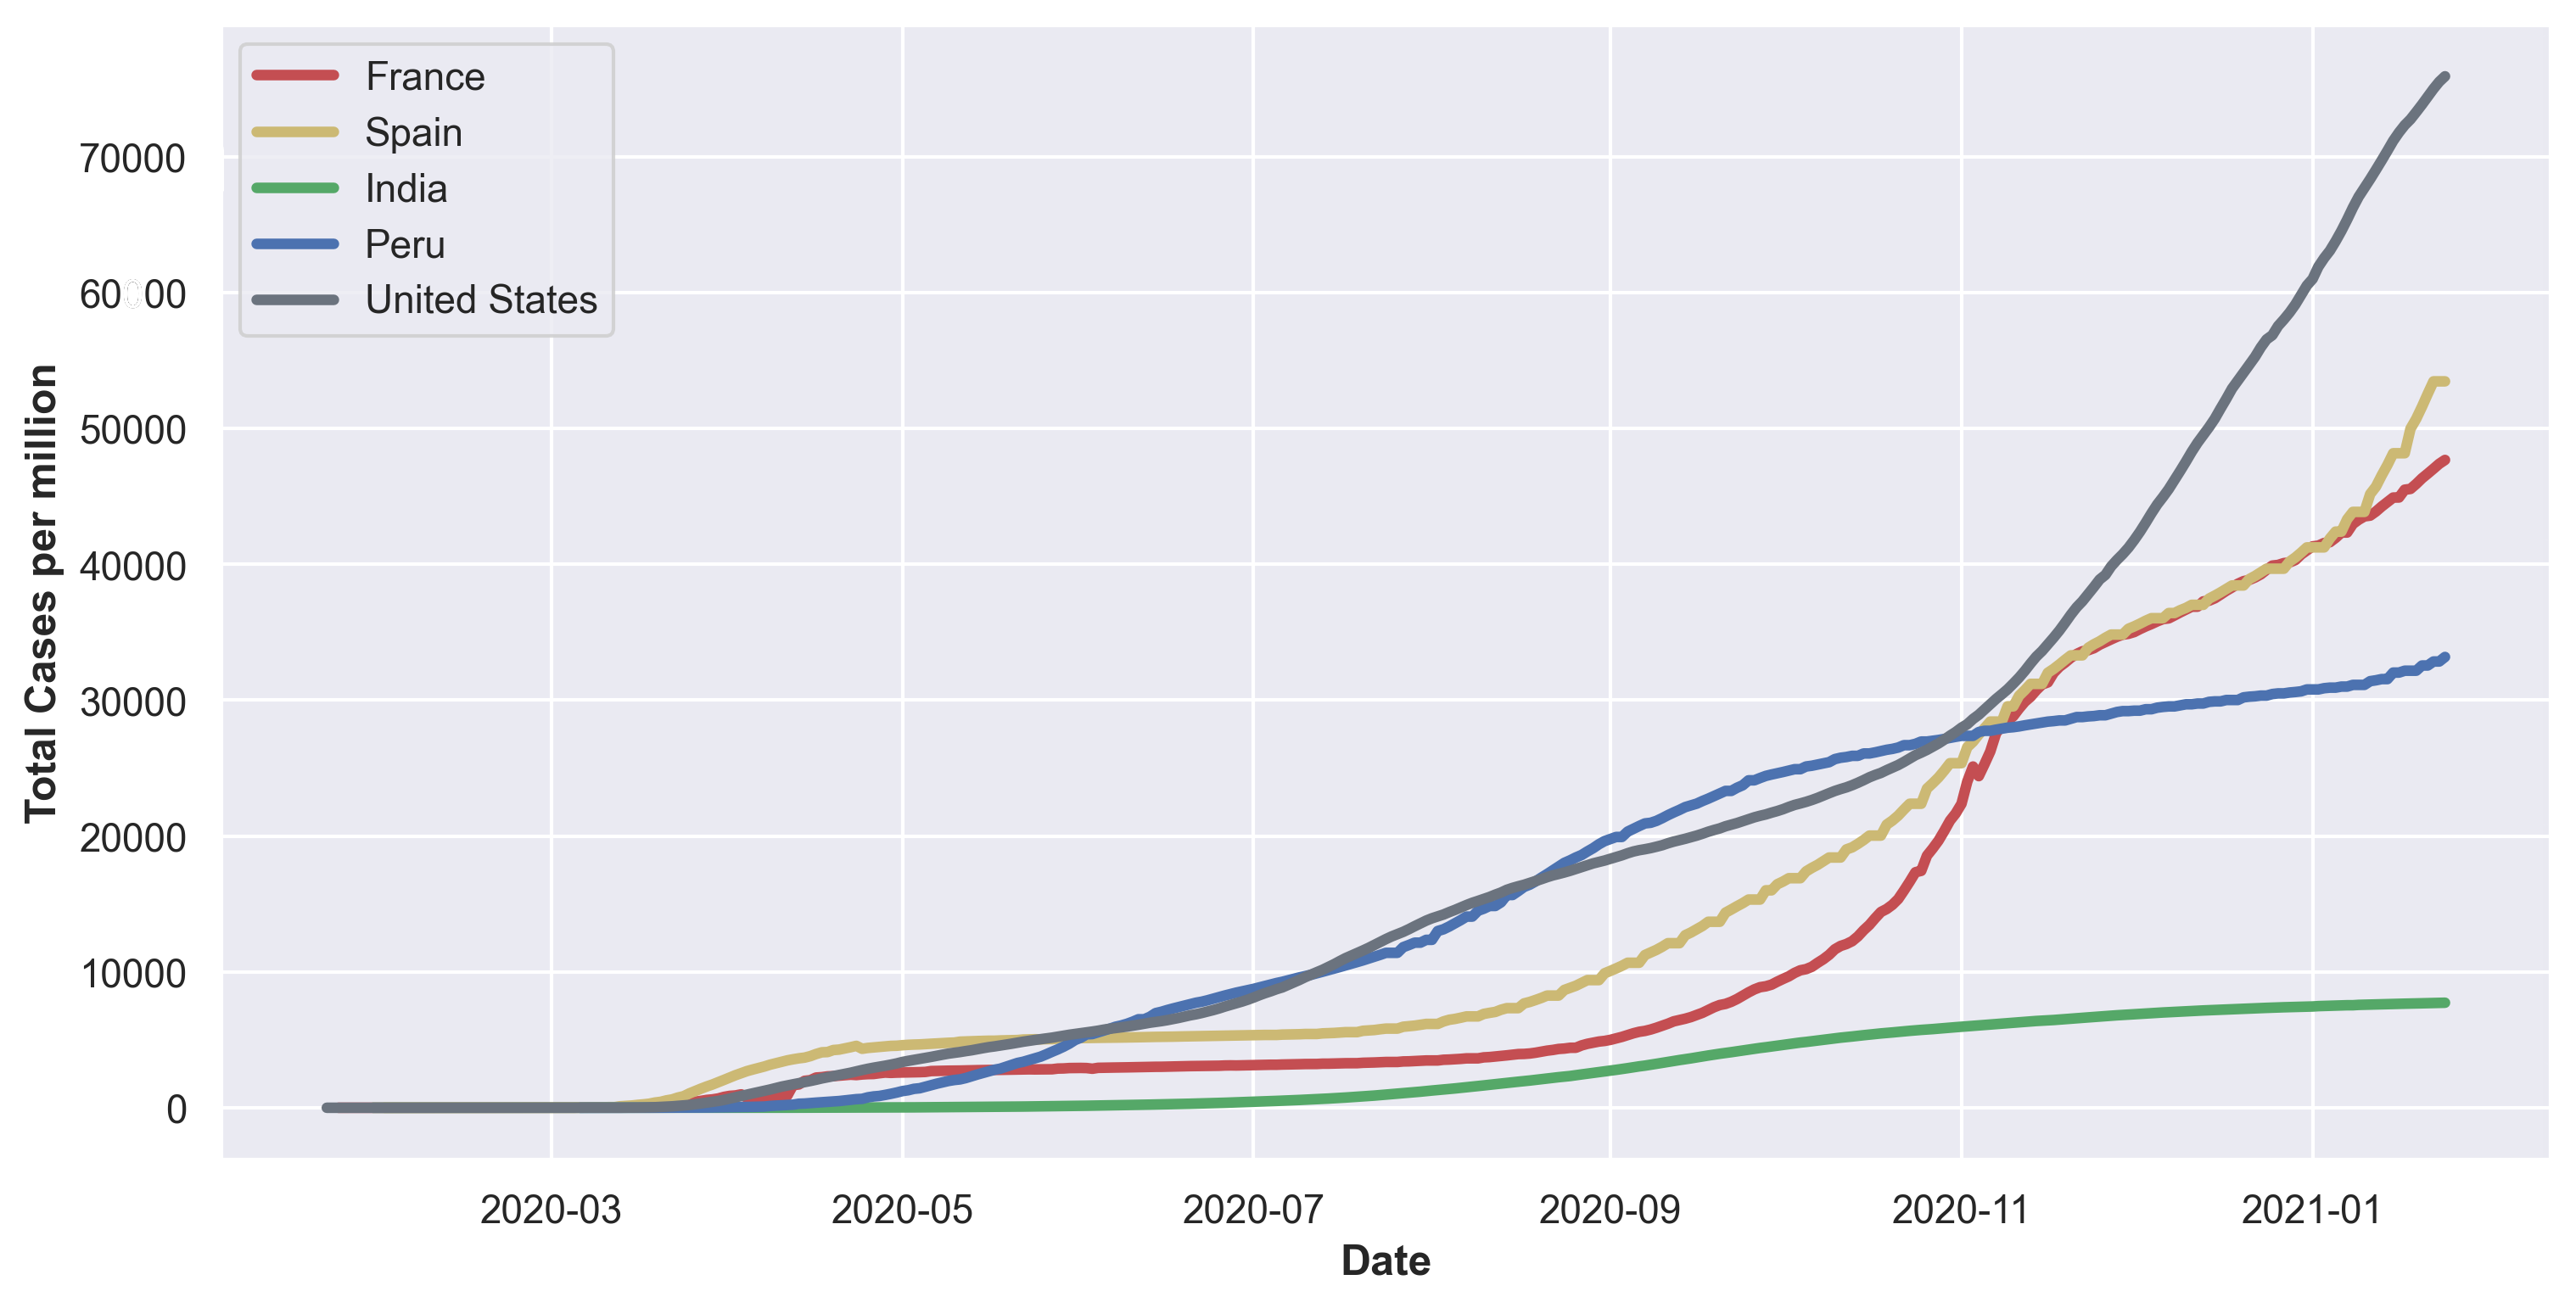 France
Spain
India
Peru
United States
70000
60000
50000
40000
30000
20000
10000
0
Total Cases per million
2020-03 2020-05 2020-07 2020-09 2020-11 2021-01
Date